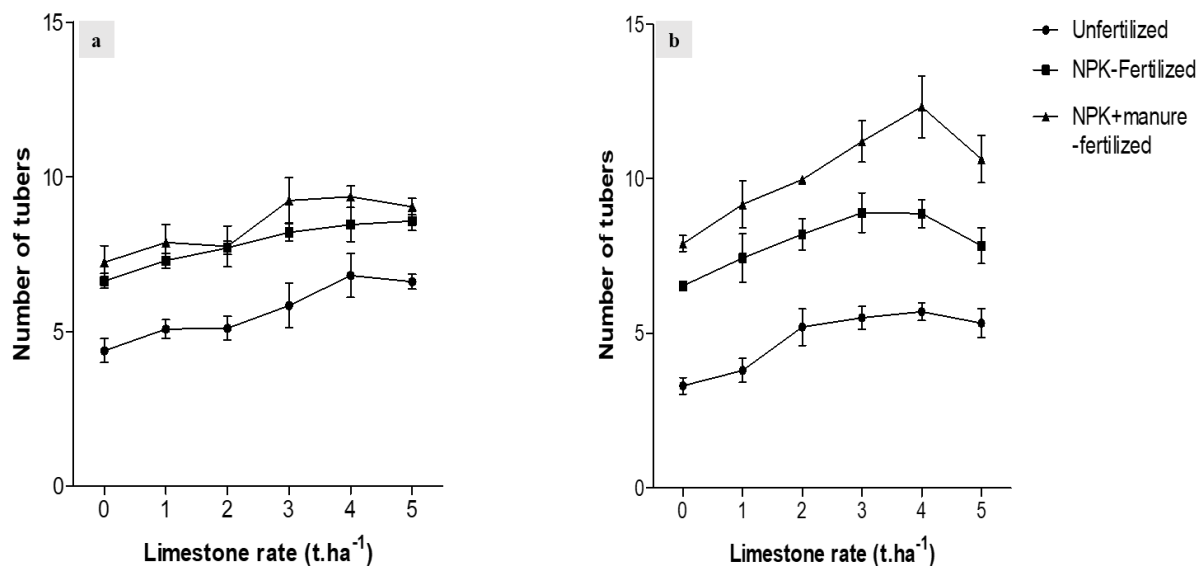 15
a
10
5
0
Number of tubers
0 1 2 3 4 5
Limestone rate (t.ha-1)
15
b
10
5
0
Number of tubers
0 1 2 3 4 5
Limestone rate (t.ha-1)
Unfertilized
NPK-Fertilized
NPK+manure
-fertilized